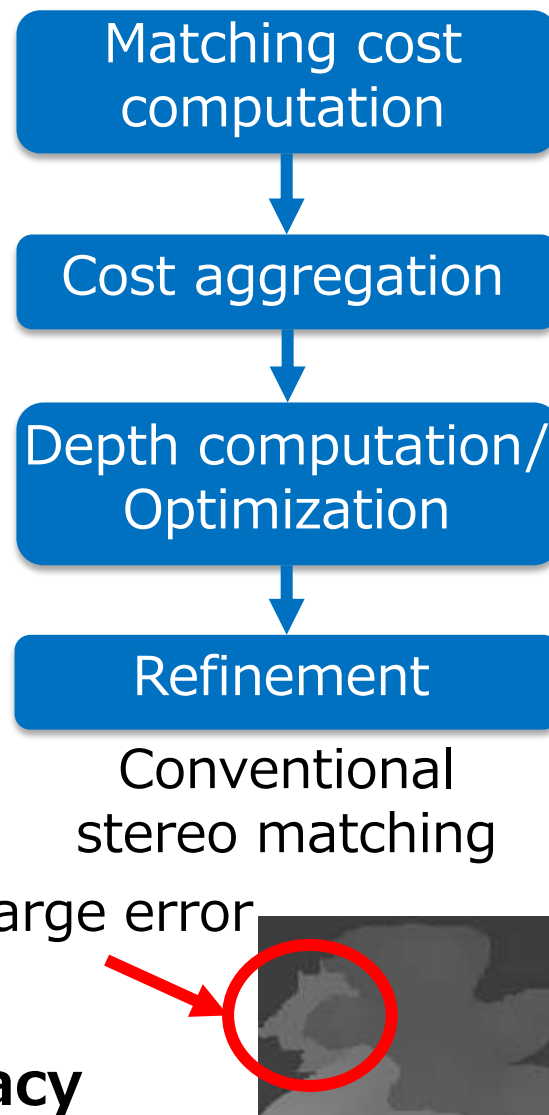 Matching cost
computation
Cost aggregation
Depth computation/
Optimization
Refinement
Conventional
stereo matching
arge error
acy